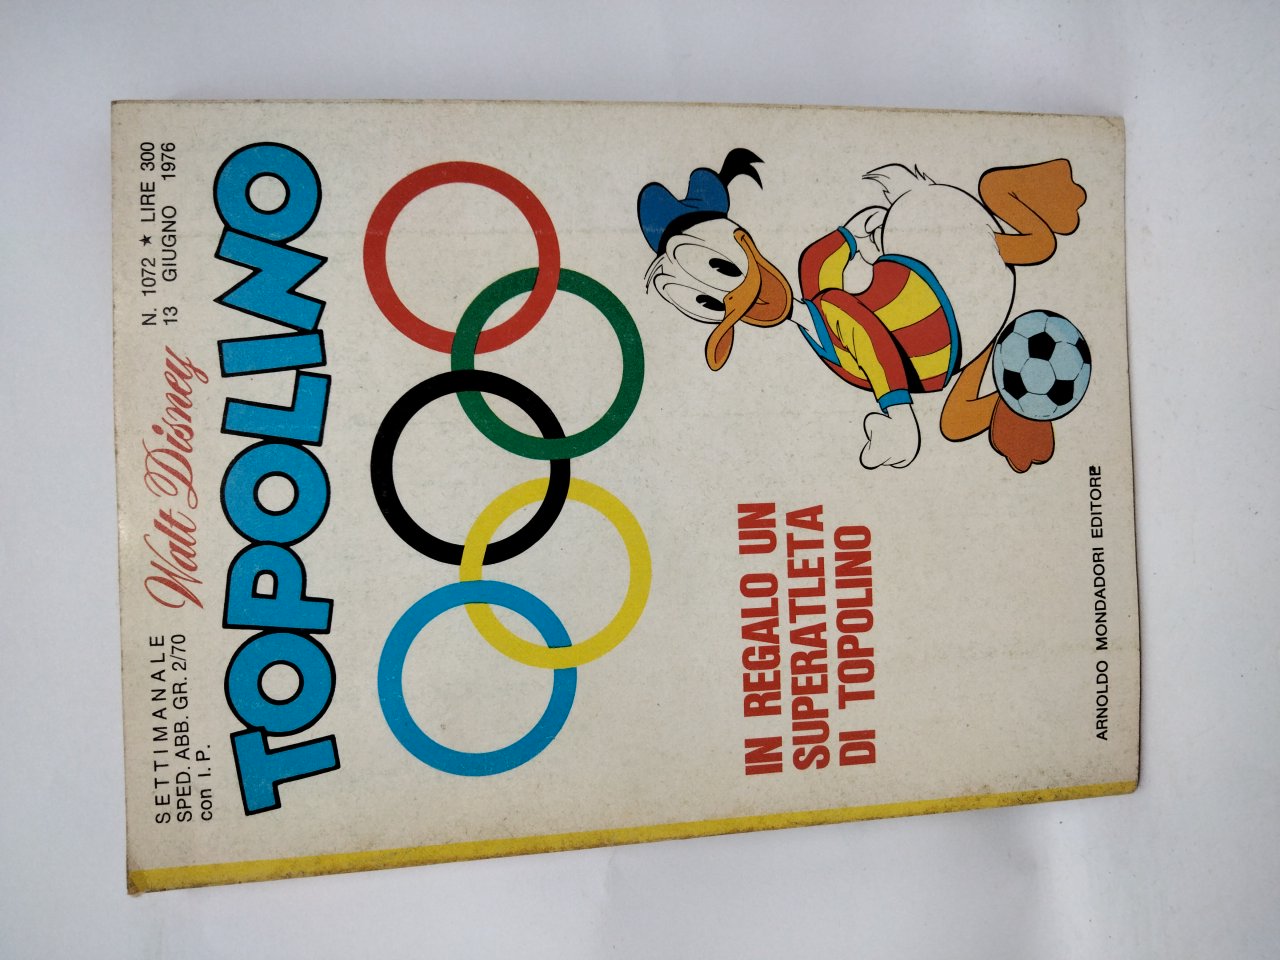 SETTIMANALE
SPED. ABB. GR. 2/70
con I. P.
Walt Disney
N. 1072 ★ LIRE 300
13 GIUGNO 1976
TOPOLINO
IN REGALO UN
SUPERATLETA
DI TOPOLINO
ARNOLDO MONDADORI EDITORE